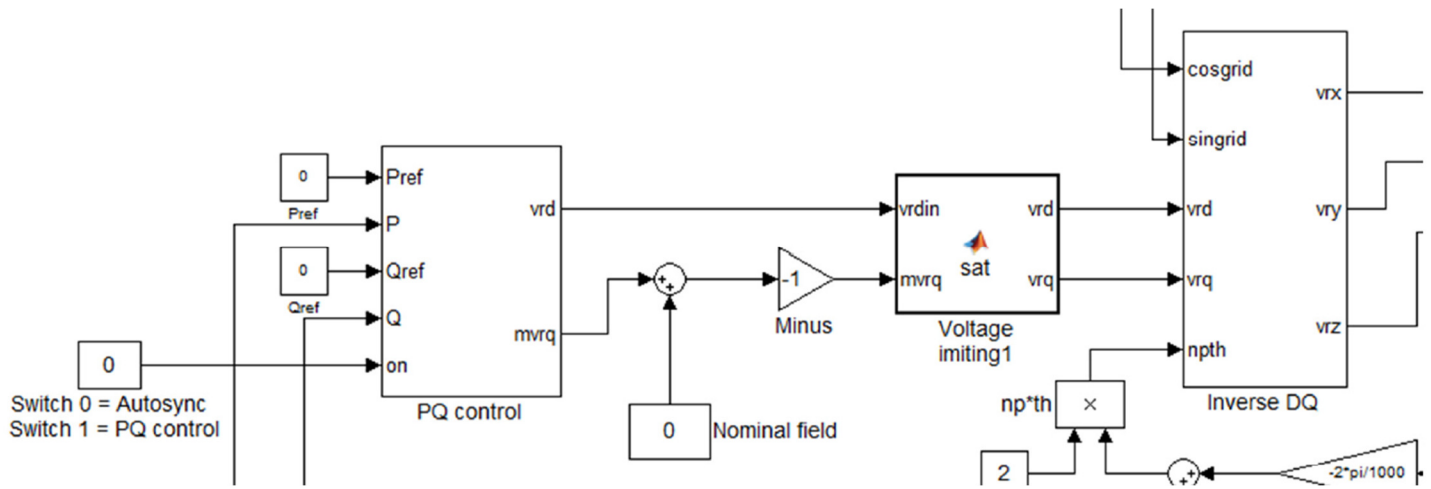 cosgrid
vrx
singrid
0
Pref
Pref
vrd
vrdin
vrd
vrd
vry
P
0
Qref
sat
-1
mvrq
vrq
vrq
Qref
Q
Minus
Voltage
imiting1
vrz
mvrq
npth
0
on
Switch 0 = Autosync
Switch 1 = PQ control
PQ control
np*th
×
Inverse DQ
0
Nominal field
2
-2*pi/1000